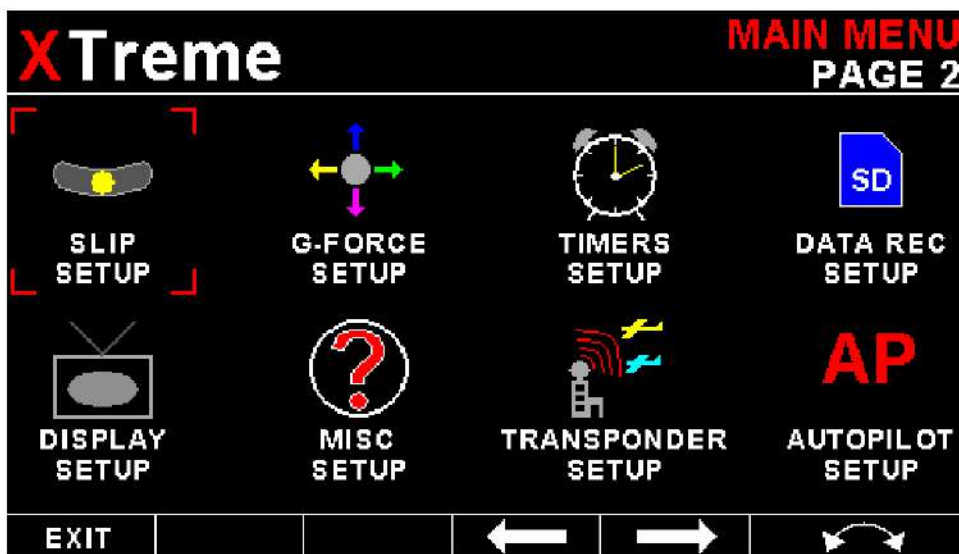 XTreme
MAIN MENU
PAGE 2
SLIP
SETUP
G-FORCE
SETUP
TIMERS
SETUP
SD
DATA REC
SETUP
DISPLAY
SETUP
?
MISC
SETUP
TRANSPONDER
SETUP
AP
AUTOPILOT
SETUP
EXIT